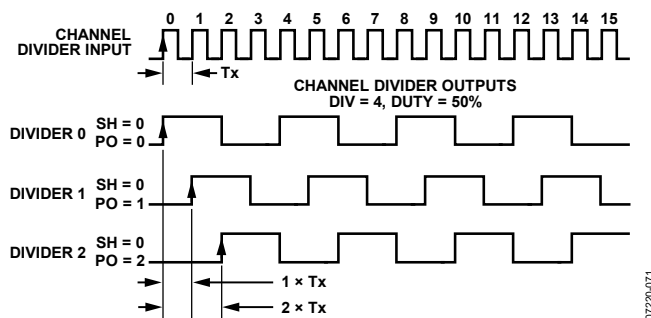 0 1 2 3 4 5 6 7 8 9 10 11 12 13 14 15
CHANNEL
DIVIDER INPUT
Tx
CHANNEL DIVIDER OUTPUTS
DIV = 4, DUTY = 50%
DIVIDER 0 SH = 0
PO = 0
DIVIDER 1 SH = 0
PO = 1
DIVIDER 2 SH = 0
PO = 2
1 × Tx
2 × Tx
07220-071